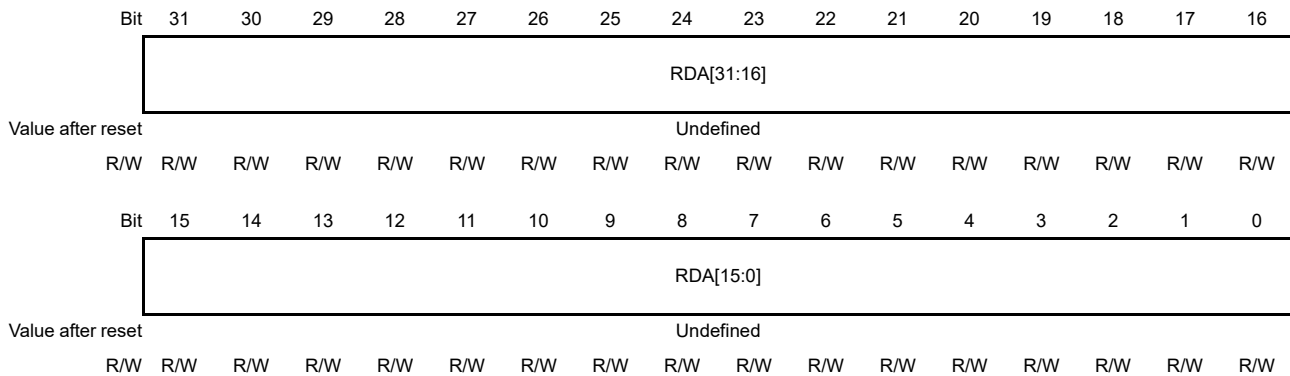 Bit 31 30 29 28 27 26 25 24 23 22 21 20 19 18 17 16
RDA[31:16]
Value after reset Undefined
R/W R/W R/W R/W R/W R/W R/W R/W R/W R/W R/W R/W R/W R/W R/W R/W R/W
Bit 15 14 13 12 11 10 9 8 7 6 5 4 3 2 1 0
RDA[15:0]
Value after reset Undefined
R/W R/W R/W R/W R/W R/W R/W R/W R/W R/W R/W R/W R/W R/W R/W R/W R/W